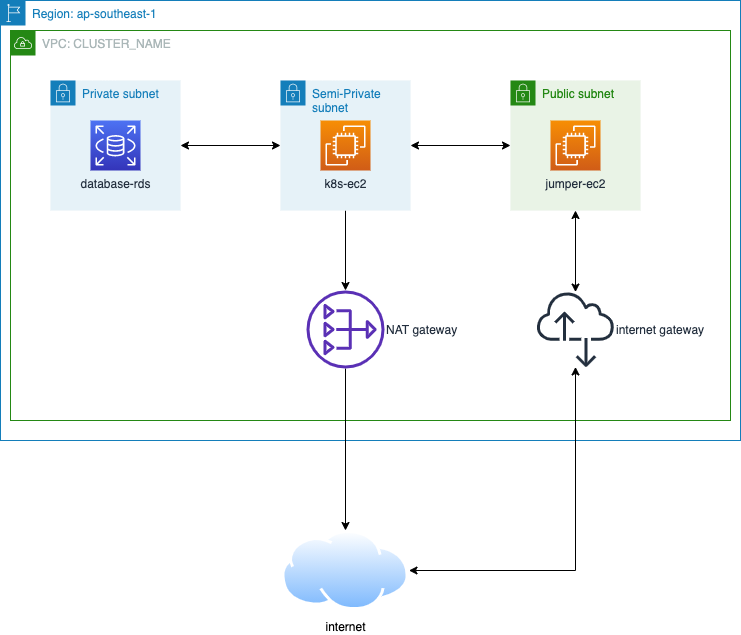 Region: ap-southeast-1
VPC: CLUSTER_NAME
Private subnet
Semi-Private
subnet
Public subnet
database-rds
k8s-ec2
jumper-ec2
NAT gateway
internet gateway
internet